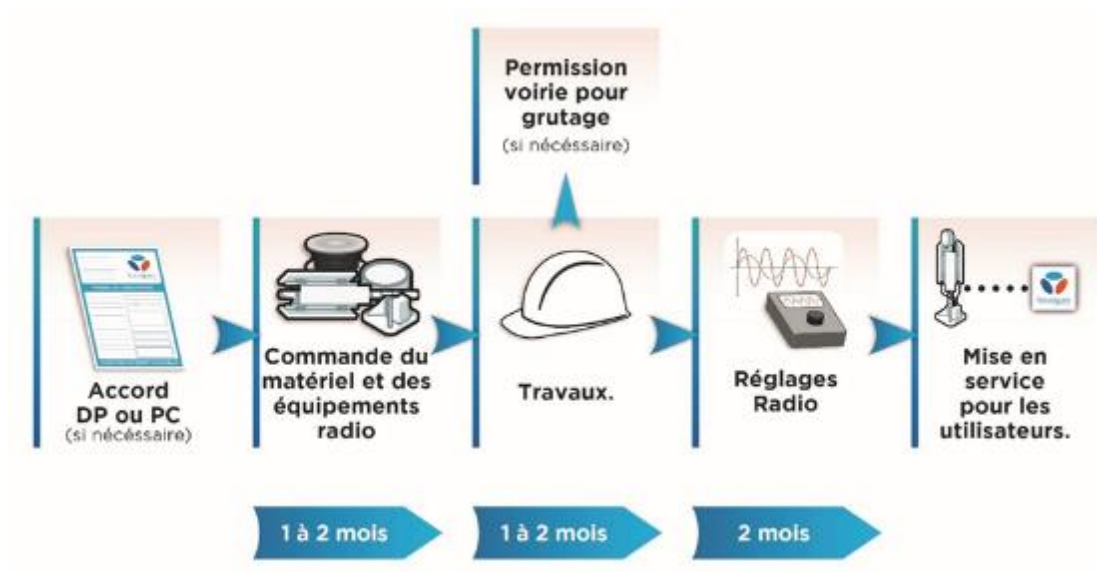 Permission
voirie pour
grutage
(si nécéssaire)
Accord
DP ou PC
(si nécéssaire)
Commande du
matériel et des
équipements
radio
Travaux.
Réglages
Radio
Mise en
service
pour les
utilisateurs.
1 à 2 mois
1 à 2 mois
2 mois